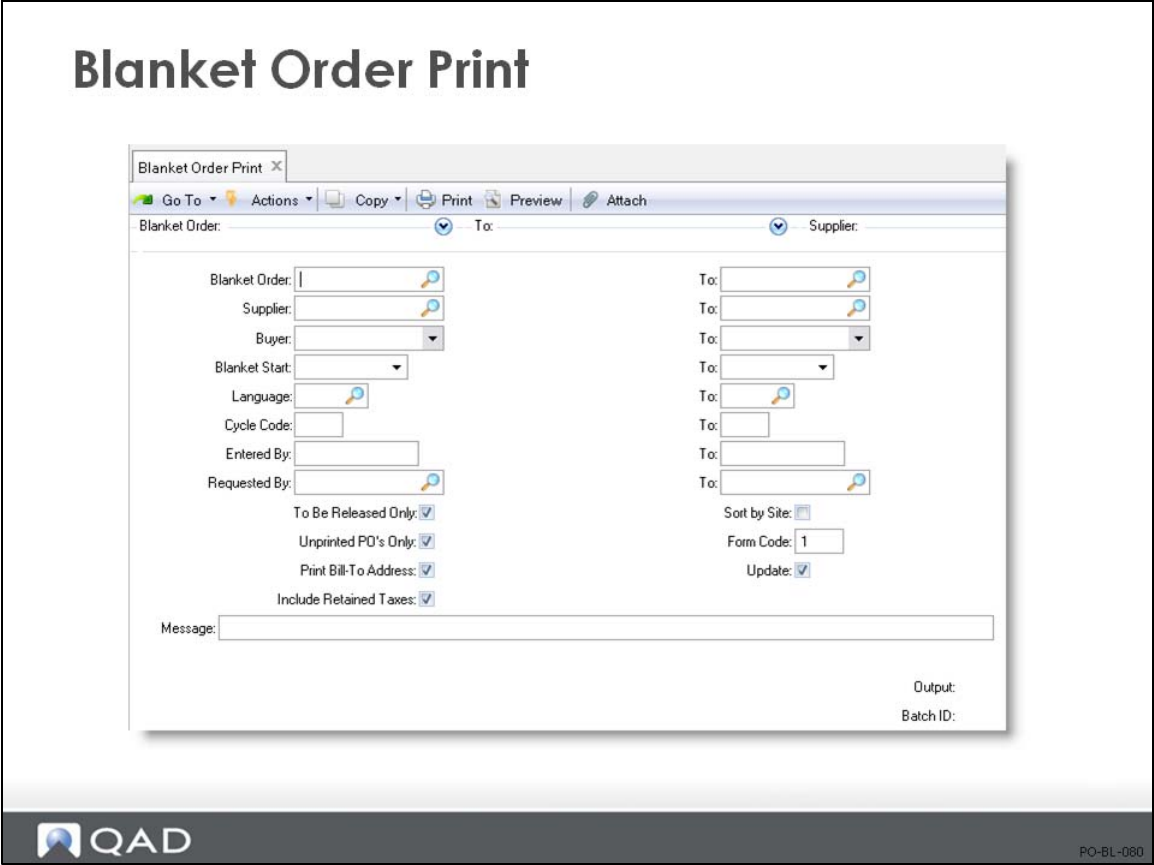 Blanket Order Print
Blanket Order Print
Go To Actions Copy Print Preview Attach
Blanket Order: To: Supplier:
Blanket Order: To:
Supplier: To:
Buyer: To:
Blanket Start: To:
Language: To:
Cycle Code: To:
Entered By: To:
Requested By: To:
To Be Released Only: Sort by Site:
Unprinted PO's Only: Form Code: 1
Print Bill-To Address: Update:
Include Retained Taxes:
Message:
Output:
Batch ID:
QAD
PO-BL-080